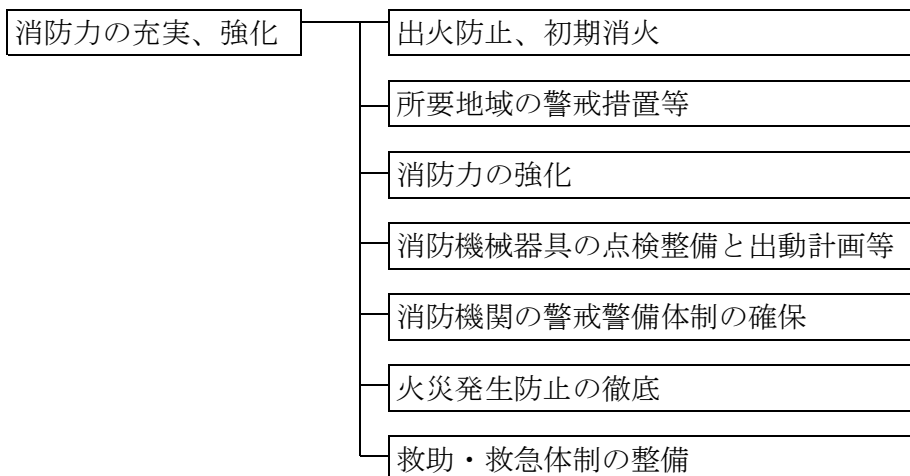 消防力の充実、強化
出火防止、初期消火
所要地域の警戒措置等
消防力の強化
消防機械器具の点検整備と出動計画等
消防機関の警戒警備体制の確保
火災発生防止の徹底
救助・救急体制の整備